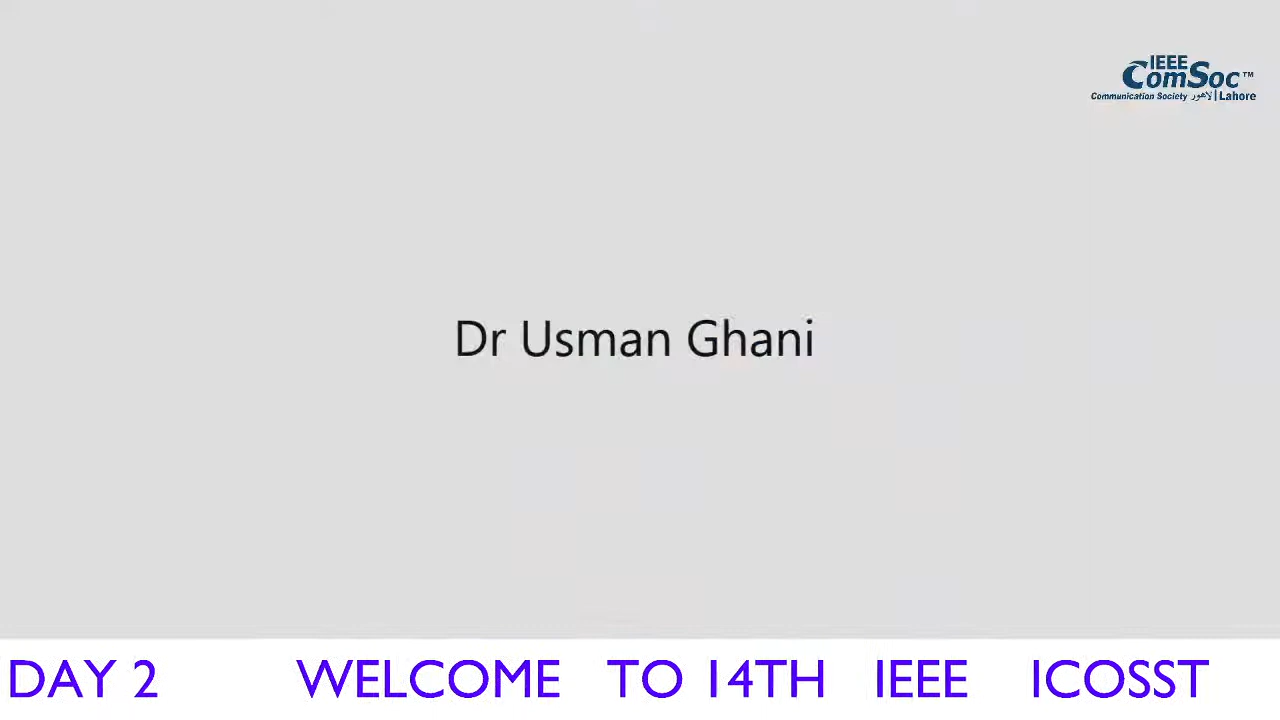 IEEE
ComSoc™
Communication Society لاہور | Lahore
Dr Usman Ghani
DAY 2 WELCOME TO 14TH IEEE ICOSST